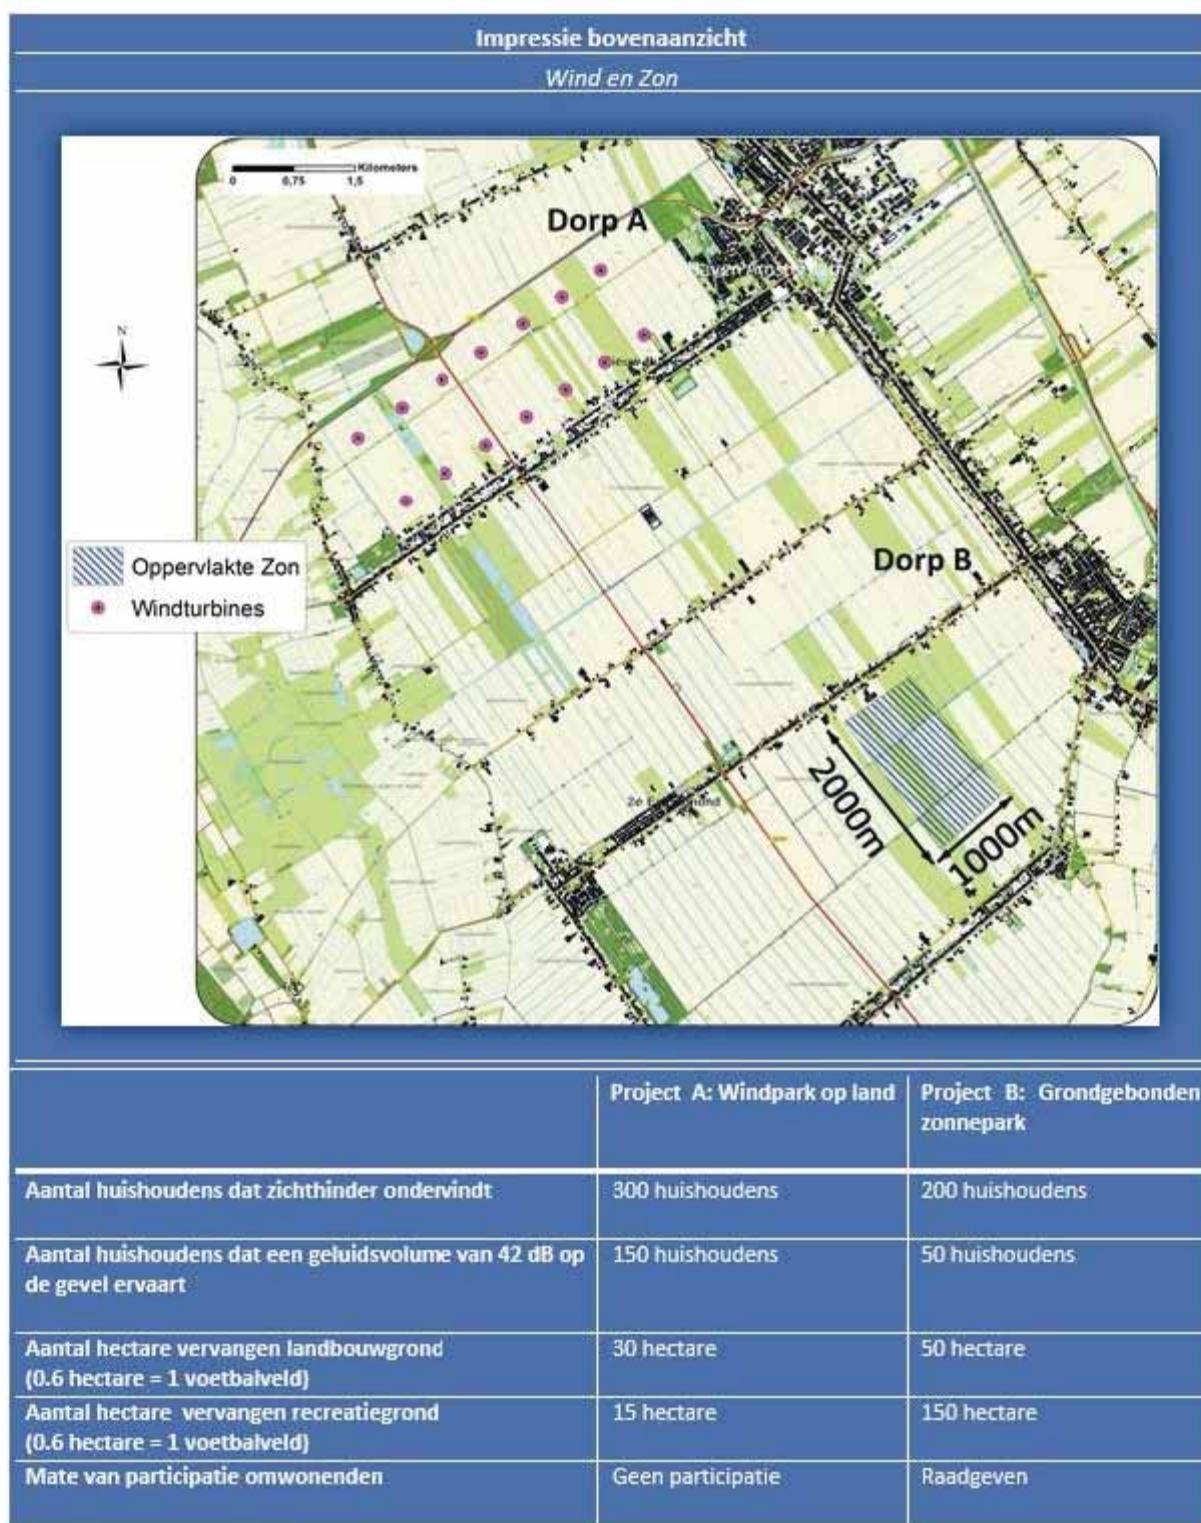 Impressie bovenaanzicht
Wind en Zon
Kilometers
0 0,75 1,5
Dorp A
N
Oppervlakte Zon
Windturbines
Dorp B
2000m
1000m
Project A: Windpark op land
Project B: Grondgebonden
zonnepark
Aantal huishoudens dat zichthinder ondervindt
300 huishoudens
200 huishoudens
Aantal huishoudens dat een geluidsvolume van 42 dB op
de gevel ervaart
150 huishoudens
50 huishoudens
Aantal hectare vervangen landbouwgrond
(0.6 hectare = 1 voetbalveld)
30 hectare
50 hectare
Aantal hectare vervangen recreatiegrond
(0.6 hectare = 1 voetbalveld)
15 hectare
150 hectare
Mate van participatie omwonenden
Geen participatie
Raadgeven